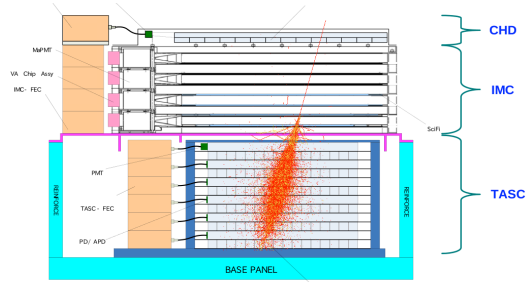 CHD
MaPMT
VA Chip Assy
IMC- FEC
IMC
SciFi
PMT
REINFORCE
REINFORCE
TASC
TASC- FEC
PD/ APD
BASE PANEL